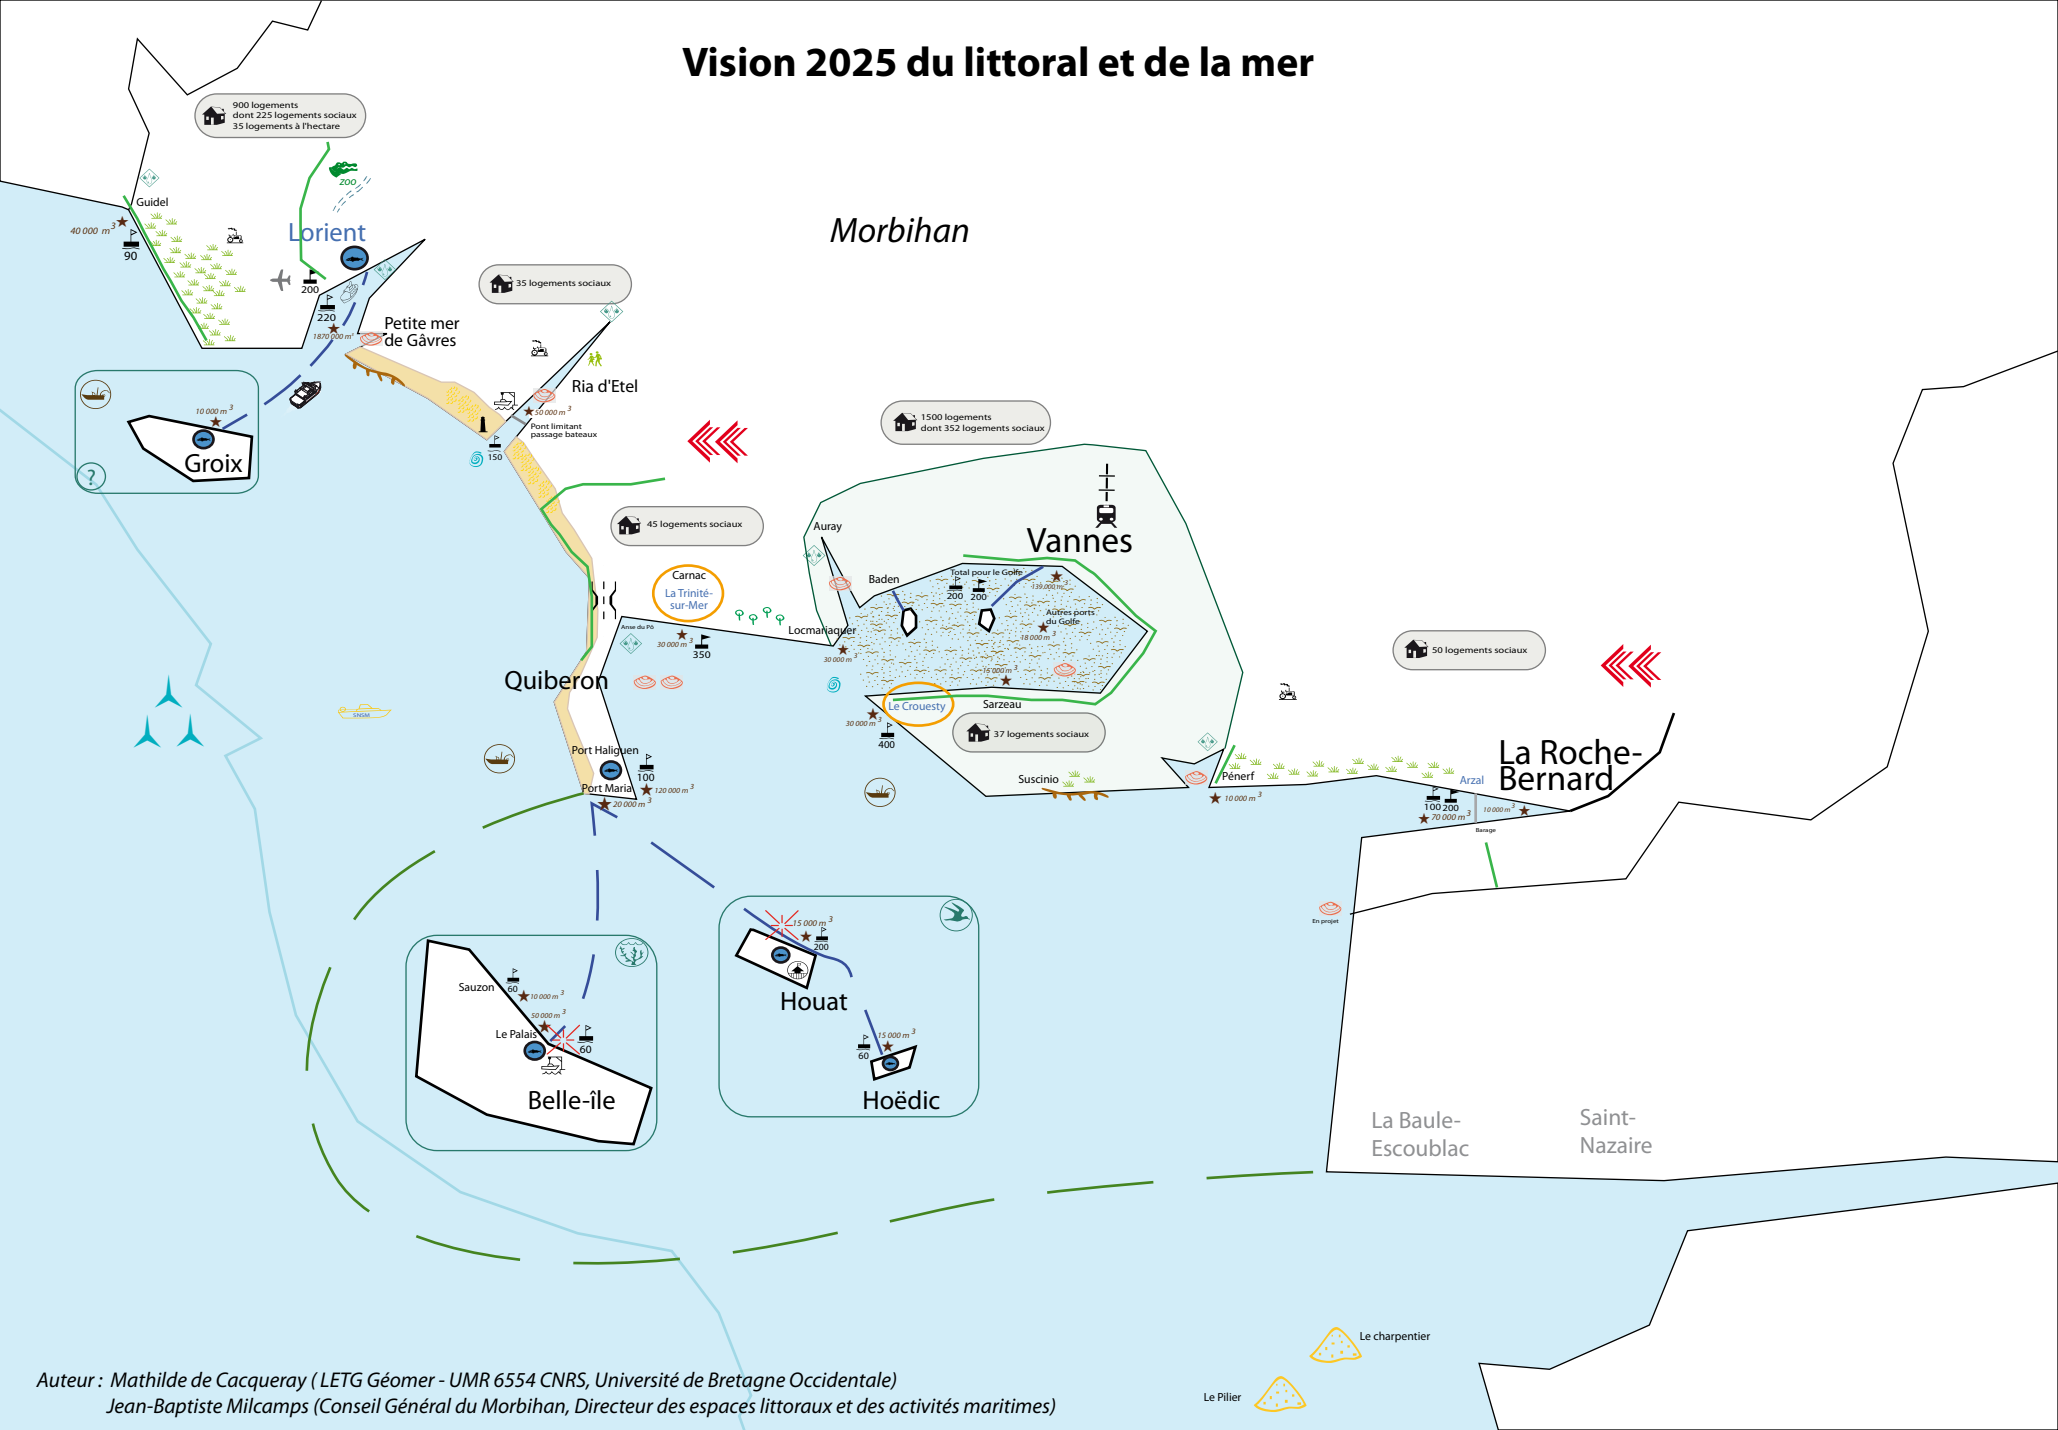 Vision 2025 du littoral et de la mer
900 logements
dont 225 logements sociaux
35 logements à l'hectare
ZOO
Guidel
40 000 m3
90
Lorient
Morbihan
200
220
1870 000 m3
35 logements sociaux
Petite mer
de Gâvres
Ria d'Etel
50 000 m3
Pont limitant
passage bateaux
150
10 000 m3
Groix
?
1500 logements
dont 352 logements sociaux
45 logements sociaux
Auray
Vannes
Carnac
La Trinité-
sur-Mer
Baden
Total pour le Golfe
200
200
139 000 m3
Autres ports
du Golfe
18 000 m3
Anse du Pô
30 000 m3
350
Locmariaquer
30 000 m3
15 000 m3
50 logements sociaux
Quiberon
SNSM
Le Crouesty
Sarzeau
30 000 m3
400
37 logements sociaux
Port Haliguen
100
Port Maria
120 000 m3
20 000 m3
Suscinio
Pénerf
10 000 m3
La Roche-
Bernard
Arzal
100
200
70 000 m3
10 000 m3
Barage
En projet
15 000 m3
200
Houat
15 000 m3
60
Hoëdic
Sauzon
60
10 000 m3
50 000 m3
Le Palais
60
Belle-île
La Baule-
Escoublac
Saint-
Nazaire
Le charpentier
Le Pilier
Auteur : Mathilde de Cacqueray ( LETG Géomer - UMR 6554 CNRS, Université de Bretagne Occidentale)
Jean-Baptiste Milcamps (Conseil Général du Morbihan, Directeur des espaces littoraux et des activités maritimes)